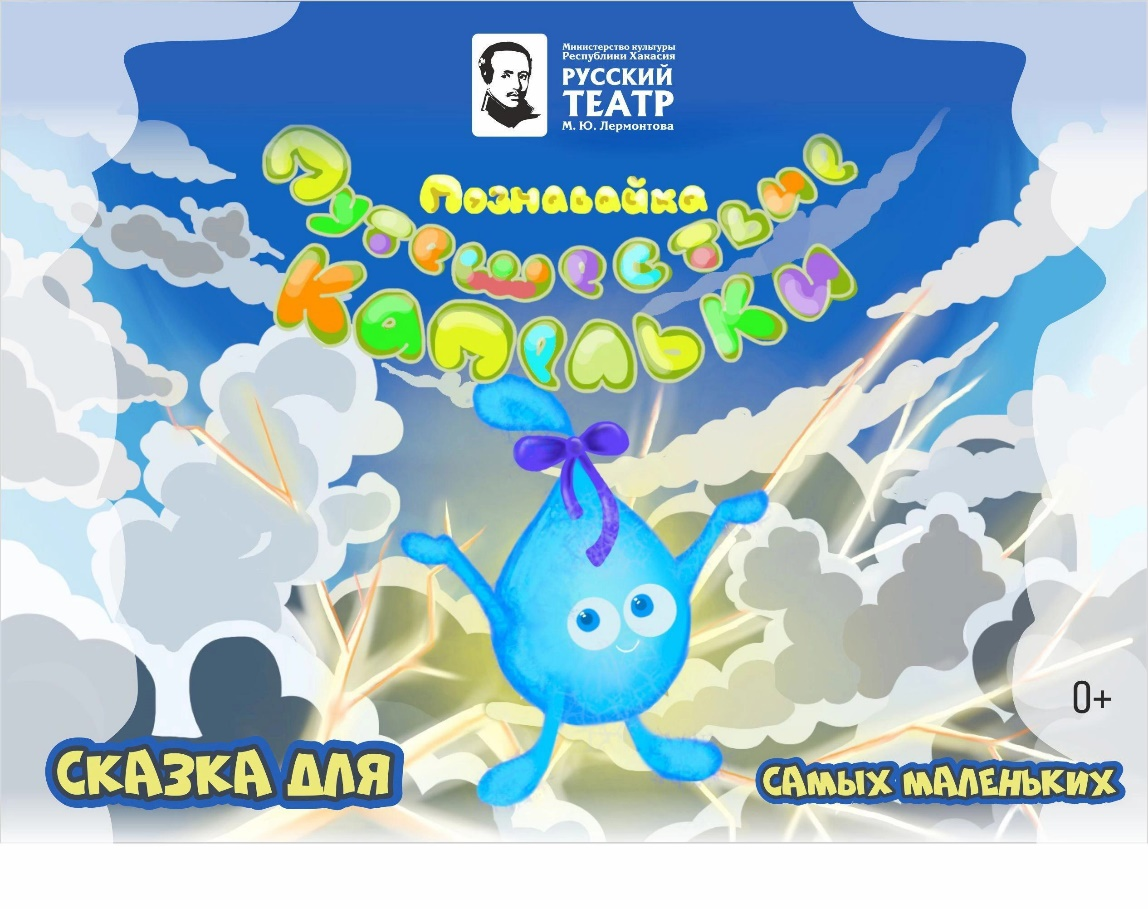 Министерство культуры
Республики Хакасия
РУССКИЙ
ТЕАТР
М. Ю. Лермонтова
Познавайка
Путешествие
Капельки
0+
СКАЗКА ДЛЯ
САМЫХ МАЛЕНЬКИХ